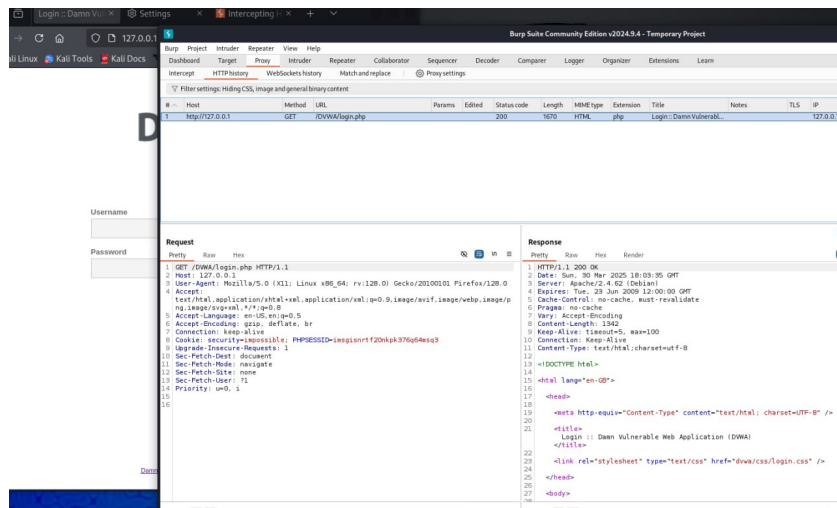 Login :: Damn Vul
Settings
Intercepting H
127.0.0.1
ali Linux
Kali Tools
Kali Docs
D
Username
Password
Damn
Burp Suite Community Edition v2024.9.4 - Temporary Project
Burp Project Intruder Repeater View Help
Dashboard Target Proxy Intruder Repeater Collaborator Sequencer Decoder Comparer Logger Organizer Extensions Learn
Intercept HTTP history WebSockets history Match and replace Proxy settings
Filter settings: Hiding CSS, image and general binary content
# Host Method URL Params Edited Status code Length MIME type Extension Title Notes TLS IP
1 http://127.0.0.1 GET /DVWA/login.php 200 1670 HTML php Login :: Damn Vulnerabl... 127.0.0.1
Request
Pretty Raw Hex
1 GET /DVWA/login.php HTTP/1.1
2 Host: 127.0.0.1
3 User-Agent: Mozilla/5.0 (X11; Linux x86_64; rv:128.0) Gecko/20100101 Firefox/128.0
4 Accept:
text/html,application/xhtml+xml,application/xml;q=0.9,image/avif,image/webp,image/p
ng,image/svg+xml,*/*;q=0.8
5 Accept-Language: en-US,en;q=0.5
6 Accept-Encoding: gzip, deflate, br
7 Connection: keep-alive
8 Cookie: security=impossible; PHPSESSID=imsgisnrtf20nkpk376q64msq3
9 Upgrade-Insecure-Requests: 1
10 Sec-Fetch-Dest: document
11 Sec-Fetch-Mode: navigate
12 Sec-Fetch-Site: none
13 Sec-Fetch-User: ?1
14 Priority: u=0, i
15
16
Response
Pretty Raw Hex Render
1 HTTP/1.1 200 OK
2 Date: Sun, 30 Mar 2025 18:03:35 GMT
3 Server: Apache/2.4.62 (Debian)
4 Expires: Tue, 23 Jun 2009 12:00:00 GMT
5 Cache-Control: no-cache, must-revalidate
6 Pragma: no-cache
7 Vary: Accept-Encoding
8 Content-Length: 1342
9 Keep-Alive: timeout=5, max=100
10 Connection: Keep-Alive
11 Content-Type: text/html;charset=utf-8
12
13 <!DOCTYPE html>
14
15 <html lang="en-GB">
16
17 <head>
18
19 <meta http-equiv="Content-Type" content="text/html; charset=UTF-8" />
20
21 <title>
Login :: Damn Vulnerable Web Application (DVWA)
</title>
22
23 <link rel="stylesheet" type="text/css" href="dvwa/css/login.css" />
24
25 </head>
26
27 <body>
28